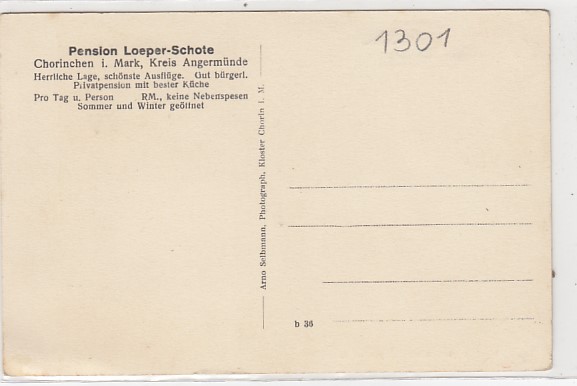 Pension Loeper-Schote
Chorinchen i. Mark, Kreis Angermünde
Herrliche Lage, schönste Ausflüge. Gut bürgerl.
Privatpension mit bester Küche
Pro Tag u. Person RM., keine Nebenspesen
Sommer und Winter geöffnet
1301
Arno Selbmann, Photograph, Kloster Chorin i. M.
b 36